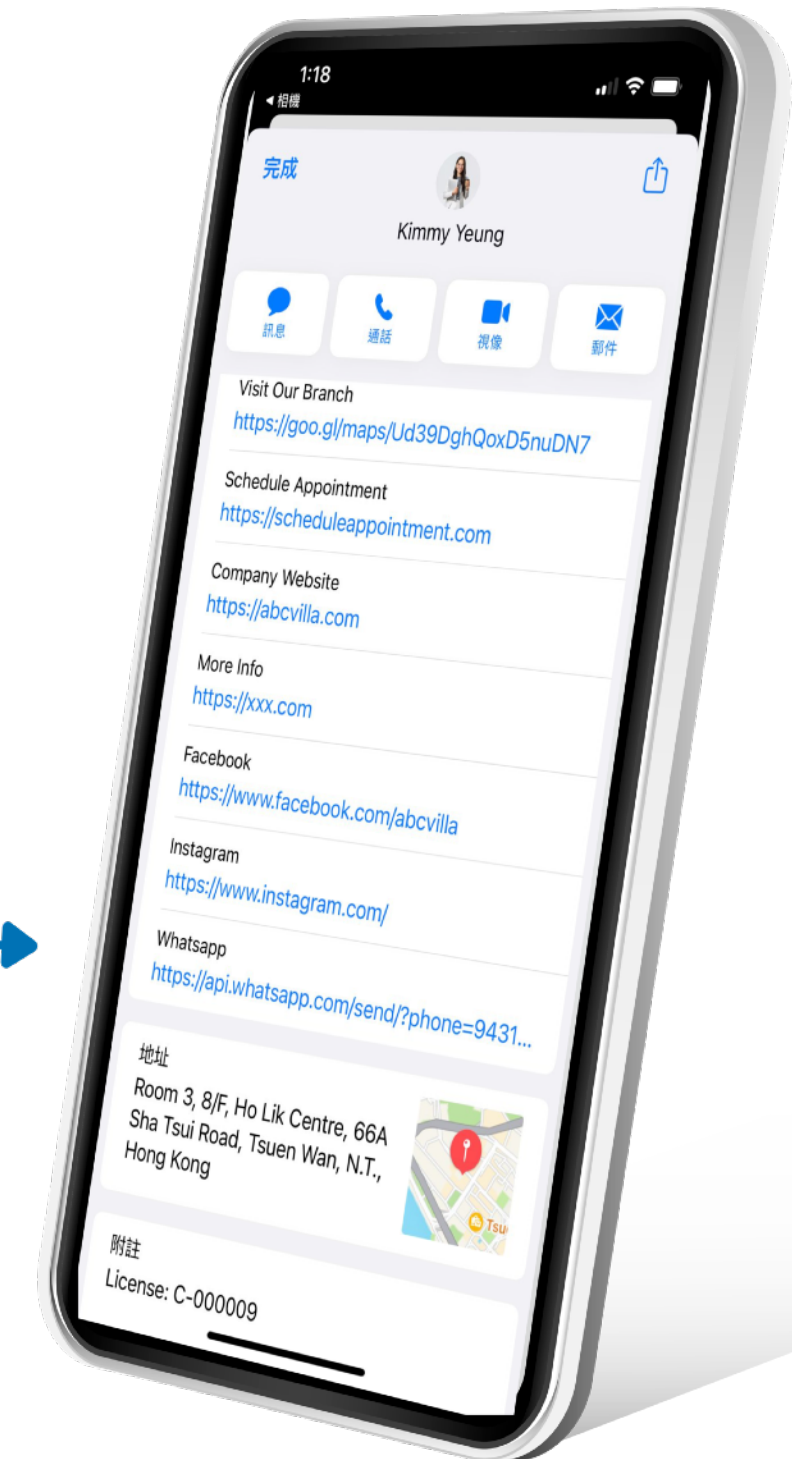 1:18
◀ 相機
完成
Kimmy Yeung
訊息
通話
視像
郵件
Visit Our Branch
https://goo.gl/maps/Ud39DghQoxD5nuDN7
Schedule Appointment
https://scheduleappointment.com
Company Website
https://abcvilla.com
More Info
https://xxx.com
Facebook
https://www.facebook.com/abcvilla
Instagram
https://www.instagram.com/
Whatsapp
https://api.whatsapp.com/send/?phone=9431...
地址
Room 3, 8/F, Ho Lik Centre, 66A
Sha Tsui Road, Tsuen Wan, N.T.,
Hong Kong
Tsu
附註
License: C-000009